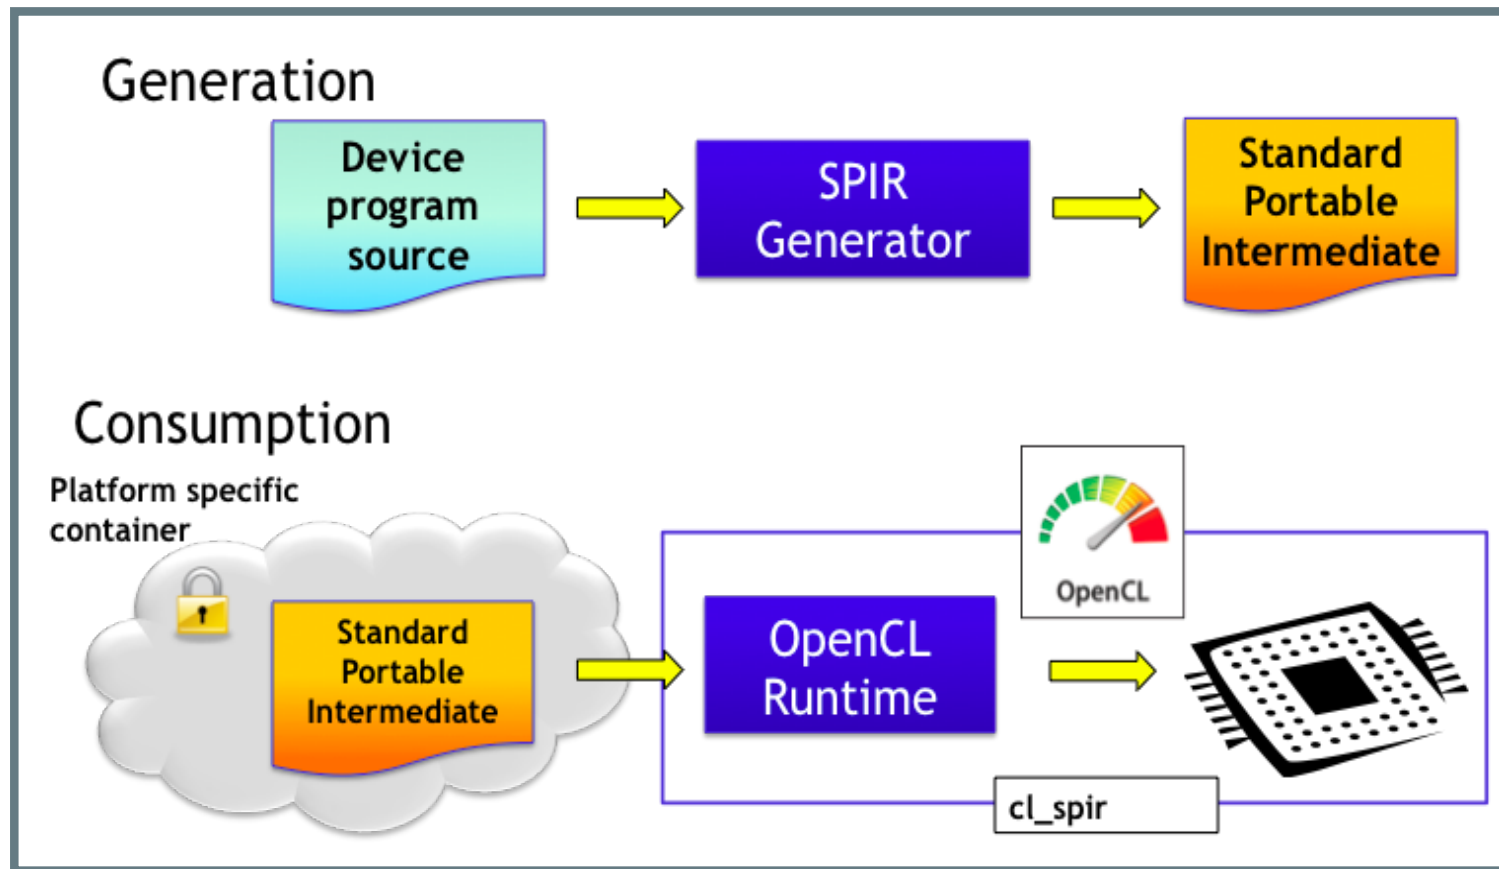 Generation
Device
program
source
SPIR
Generator
Standard
Portable
Intermediate
Consumption
Platform specific
container
Standard
Portable
Intermediate
OpenCL
Runtime
OpenCL
cl_spir